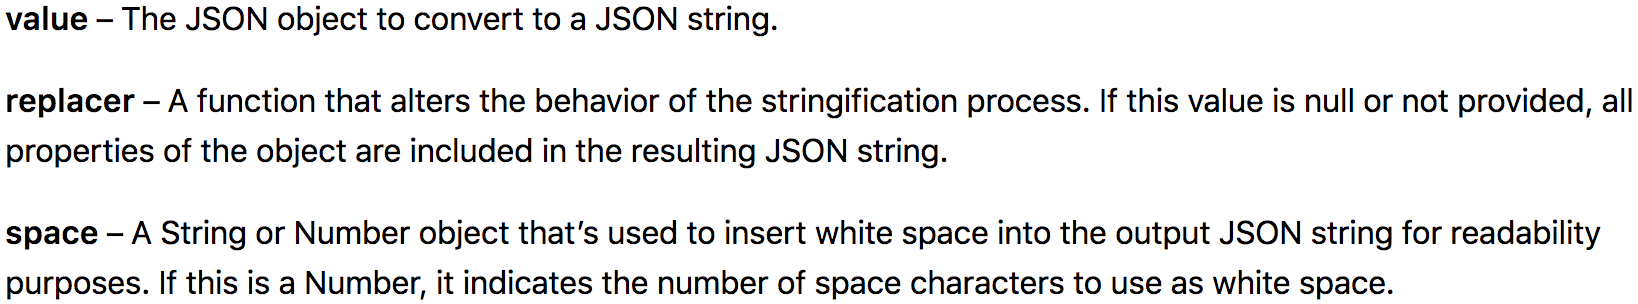 value – The JSON object to convert to a JSON string.
replacer – A function that alters the behavior of the stringification process. If this value is null or not provided, all
properties of the object are included in the resulting JSON string.
space – A String or Number object that’s used to insert white space into the output JSON string for readability
purposes. If this is a Number, it indicates the number of space characters to use as white space.